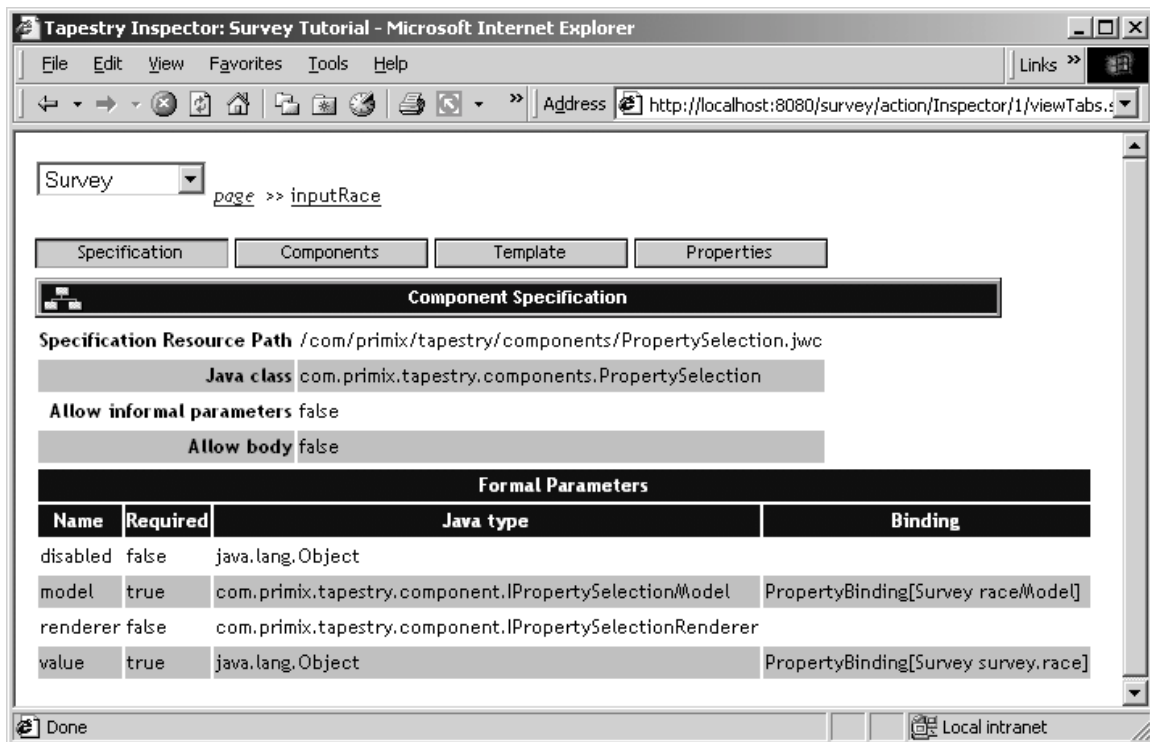 Tapestry Inspector: Survey Tutorial - Microsoft Internet Explorer
File Edit View Favorites Tools Help Links »
» Address http://localhost:8080/survey/action/Inspector/1/viewTabs.s
Survey page >> inputRace
Specification Components Template Properties
Component Specification
Specification Resource Path /com/primix/tapestry/components/PropertySelection.jwc
Java class com.primix.tapestry.components.PropertySelection
Allow informal parameters false
Allow body false
Formal Parameters
Name Required Java type Binding
disabled false java.lang.Object
model true com.primix.tapestry.component.IPropertySelectionModel PropertyBinding[Survey raceModel]
renderer false com.primix.tapestry.component.IPropertySelectionRenderer
value true java.lang.Object PropertyBinding[Survey survey.race]
Done Local intranet